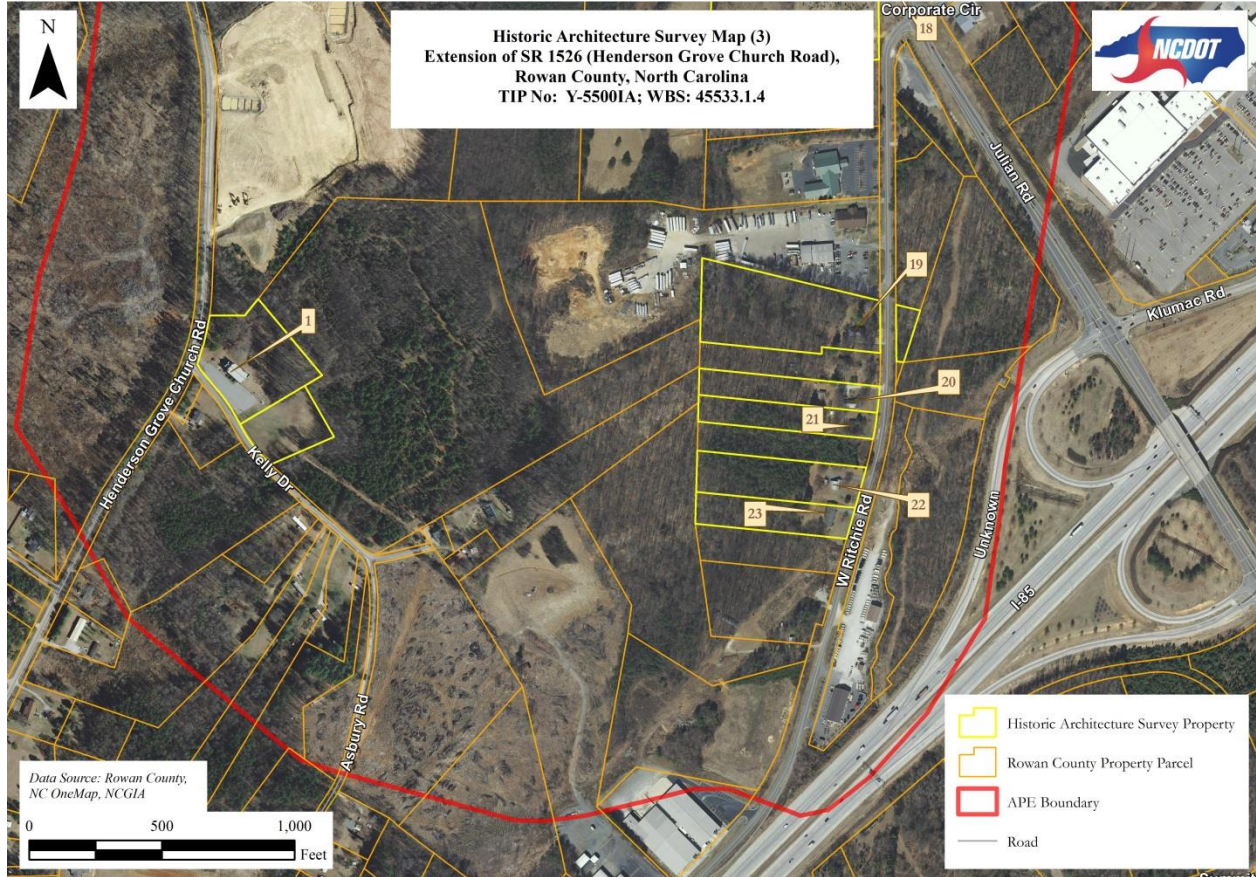 N
Historic Architecture Survey Map (3)
Extension of SR 1526 (Henderson Grove Church Road),
Rowan County, North Carolina
TIP No: Y-5500IA; WBS: 45533.1.4
Corporate Cir
18
NCDOT
Julian Rd
Klumac Rd
19
1
Henderson Grove Church Rd
20
21
Kelly Dr
22
23
W Ritchie Rd
Unknown
I-85
Asbury Rd
Historic Architecture Survey Property
Rowan County Property Parcel
APE Boundary
Road
Data Source: Rowan County,
NC OneMap, NCGIA
0 500 1,000
Feet